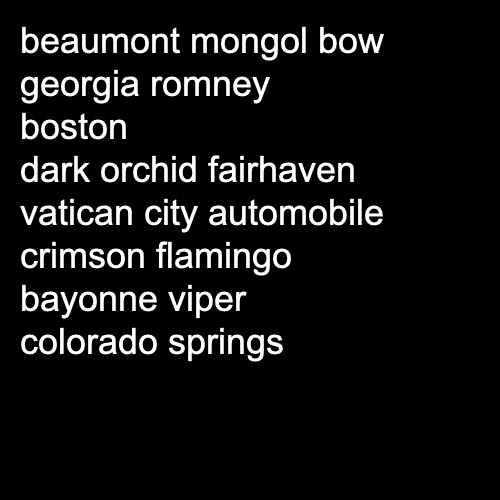 beaumont mongol bow
georgia romney
boston
dark orchid fairhaven
vatican city automobile
crimson flamingo
bayonne viper
colorado springs